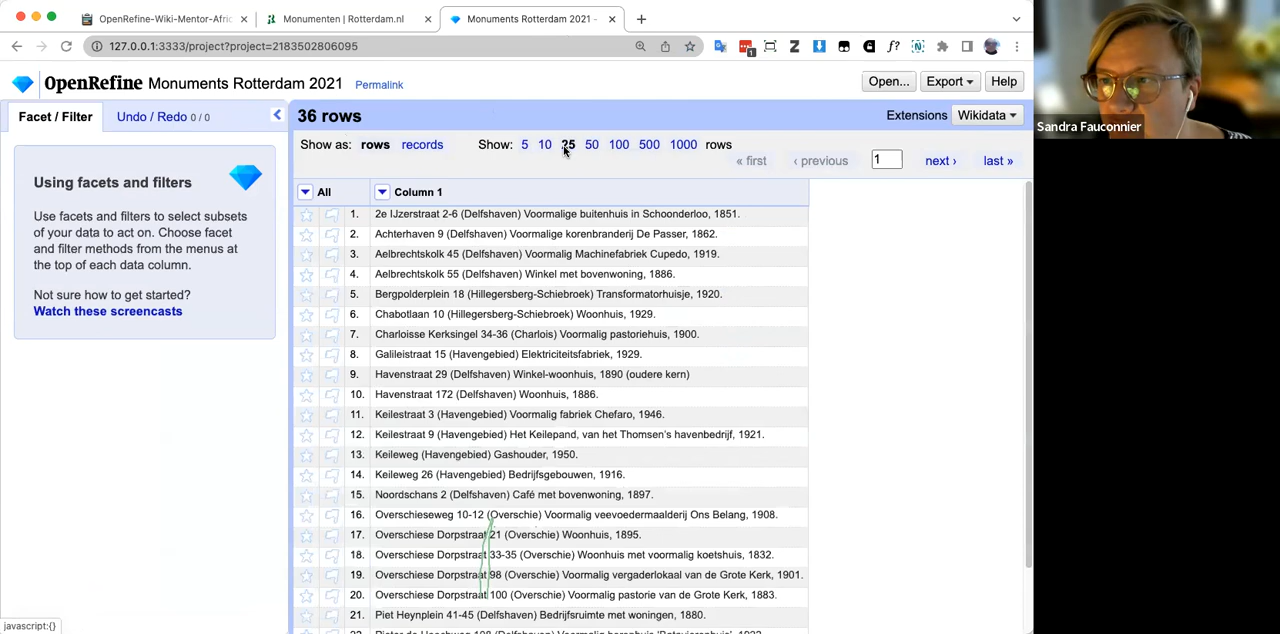 OpenRefine-Wiki-Mentor-Afri
Monumenten | Rotterdam.nl
Monuments Rotterdam 2021 -
127.0.0.1:3333/project?project=2183502806095
OpenRefine Monuments Rotterdam 2021 Permalink
Open... Export Help
Facet / Filter Undo / Redo 0 / 0
36 rows
Extensions Wikidata
Show as: rows records Show: 5 10 25 50 100 500 1000 rows
« first ‹ previous 1 next › last »
Using facets and filters
Use facets and filters to select subsets
of your data to act on. Choose facet
and filter methods from the menus at
the top of each data column.
Not sure how to get started?
Watch these screencasts
All Column 1
1. 2e IJzerstraat 2-6 (Delfshaven) Voormalige buitenhuis in Schoonderloo, 1851.
2. Achterhaven 9 (Delfshaven) Voormalige korenbranderij De Passer, 1862.
3. Aelbrechtskolk 45 (Delfshaven) Voormalig Machinefabriek Cupedo, 1919.
4. Aelbrechtskolk 55 (Delfshaven) Winkel met bovenwoning, 1886.
5. Bergpolderplein 18 (Hillegersberg-Schiebroek) Transformatorhuisje, 1920.
6. Chabotlaan 10 (Hillegersberg-Schiebroek) Woonhuis, 1929.
7. Charloisse Kerksingel 34-36 (Charlois) Voormalig pastoriehuis, 1900.
8. Galileistraat 15 (Havengebied) Elektriciteitsfabriek, 1929.
9. Havenstraat 29 (Delfshaven) Winkel-woonhuis, 1890 (oudere kern)
10. Havenstraat 172 (Delfshaven) Woonhuis, 1886.
11. Keilestraat 3 (Havengebied) Voormalig fabriek Chefaro, 1946.
12. Keilestraat 9 (Havengebied) Het Keilepand, van het Thomsen's havenbedrijf, 1921.
13. Keileweg (Havengebied) Gashouder, 1950.
14. Keileweg 26 (Havengebied) Bedrijfsgebouwen, 1916.
15. Noordschans 2 (Delfshaven) Café met bovenwoning, 1897.
16. Overschieseweg 10-12 (Overschie) Voormalig veevoedermaalderij Ons Belang, 1908.
17. Overschiese Dorpstraat 21 (Overschie) Woonhuis, 1895.
18. Overschiese Dorpstraat 33-35 (Overschie) Woonhuis met voormalig koetshuis, 1832.
19. Overschiese Dorpstraat 98 (Overschie) Voormalig vergaderlokaal van de Grote Kerk, 1901.
20. Overschiese Dorpstraat 100 (Overschie) Voormalig pastorie van de Grote Kerk, 1883.
21. Piet Heynplein 41-45 (Delfshaven) Bedrijfsruimte met woningen, 1880.
javascript:{}
Sandra Fauconnier